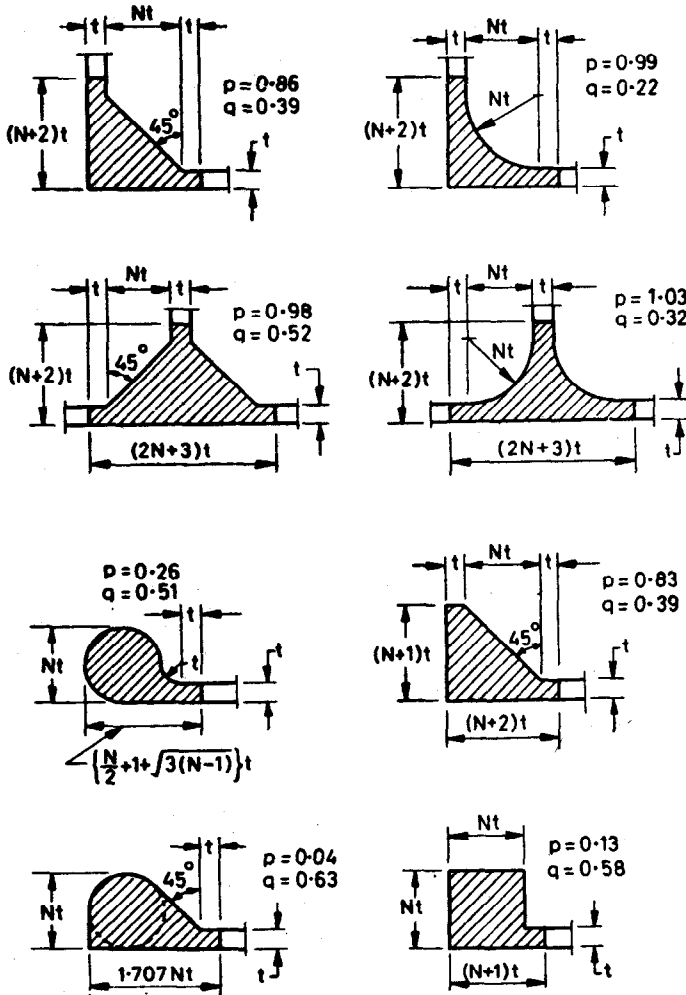 t Nt t
p=0·86
q=0·39
(N+2)t
45°
t
t Nt t
p=0·99
q=0·22
(N+2)t
Nt
t
t Nt t
p=0·98
q=0·52
(N+2)t
45°
t
(2N+3)t
t Nt t
p=1·03
q=0·32
(N+2)t
Nt
t
(2N+3)t
p=0·26
q=0·51
t
Nt
t
t
{N/2+1+√3(N-1)}t
t Nt t
p=0·83
q=0·39
(N+1)t
45°
t
(N+2)t
t
p=0·04
q=0·63
45°
Nt
t
1·707Nt
Nt
p=0·13
q=0·58
Nt
t
(N+1)t